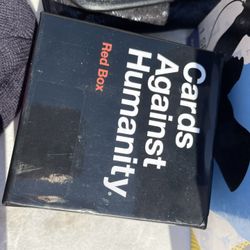 Cards
Against
Humanity.
Red Box